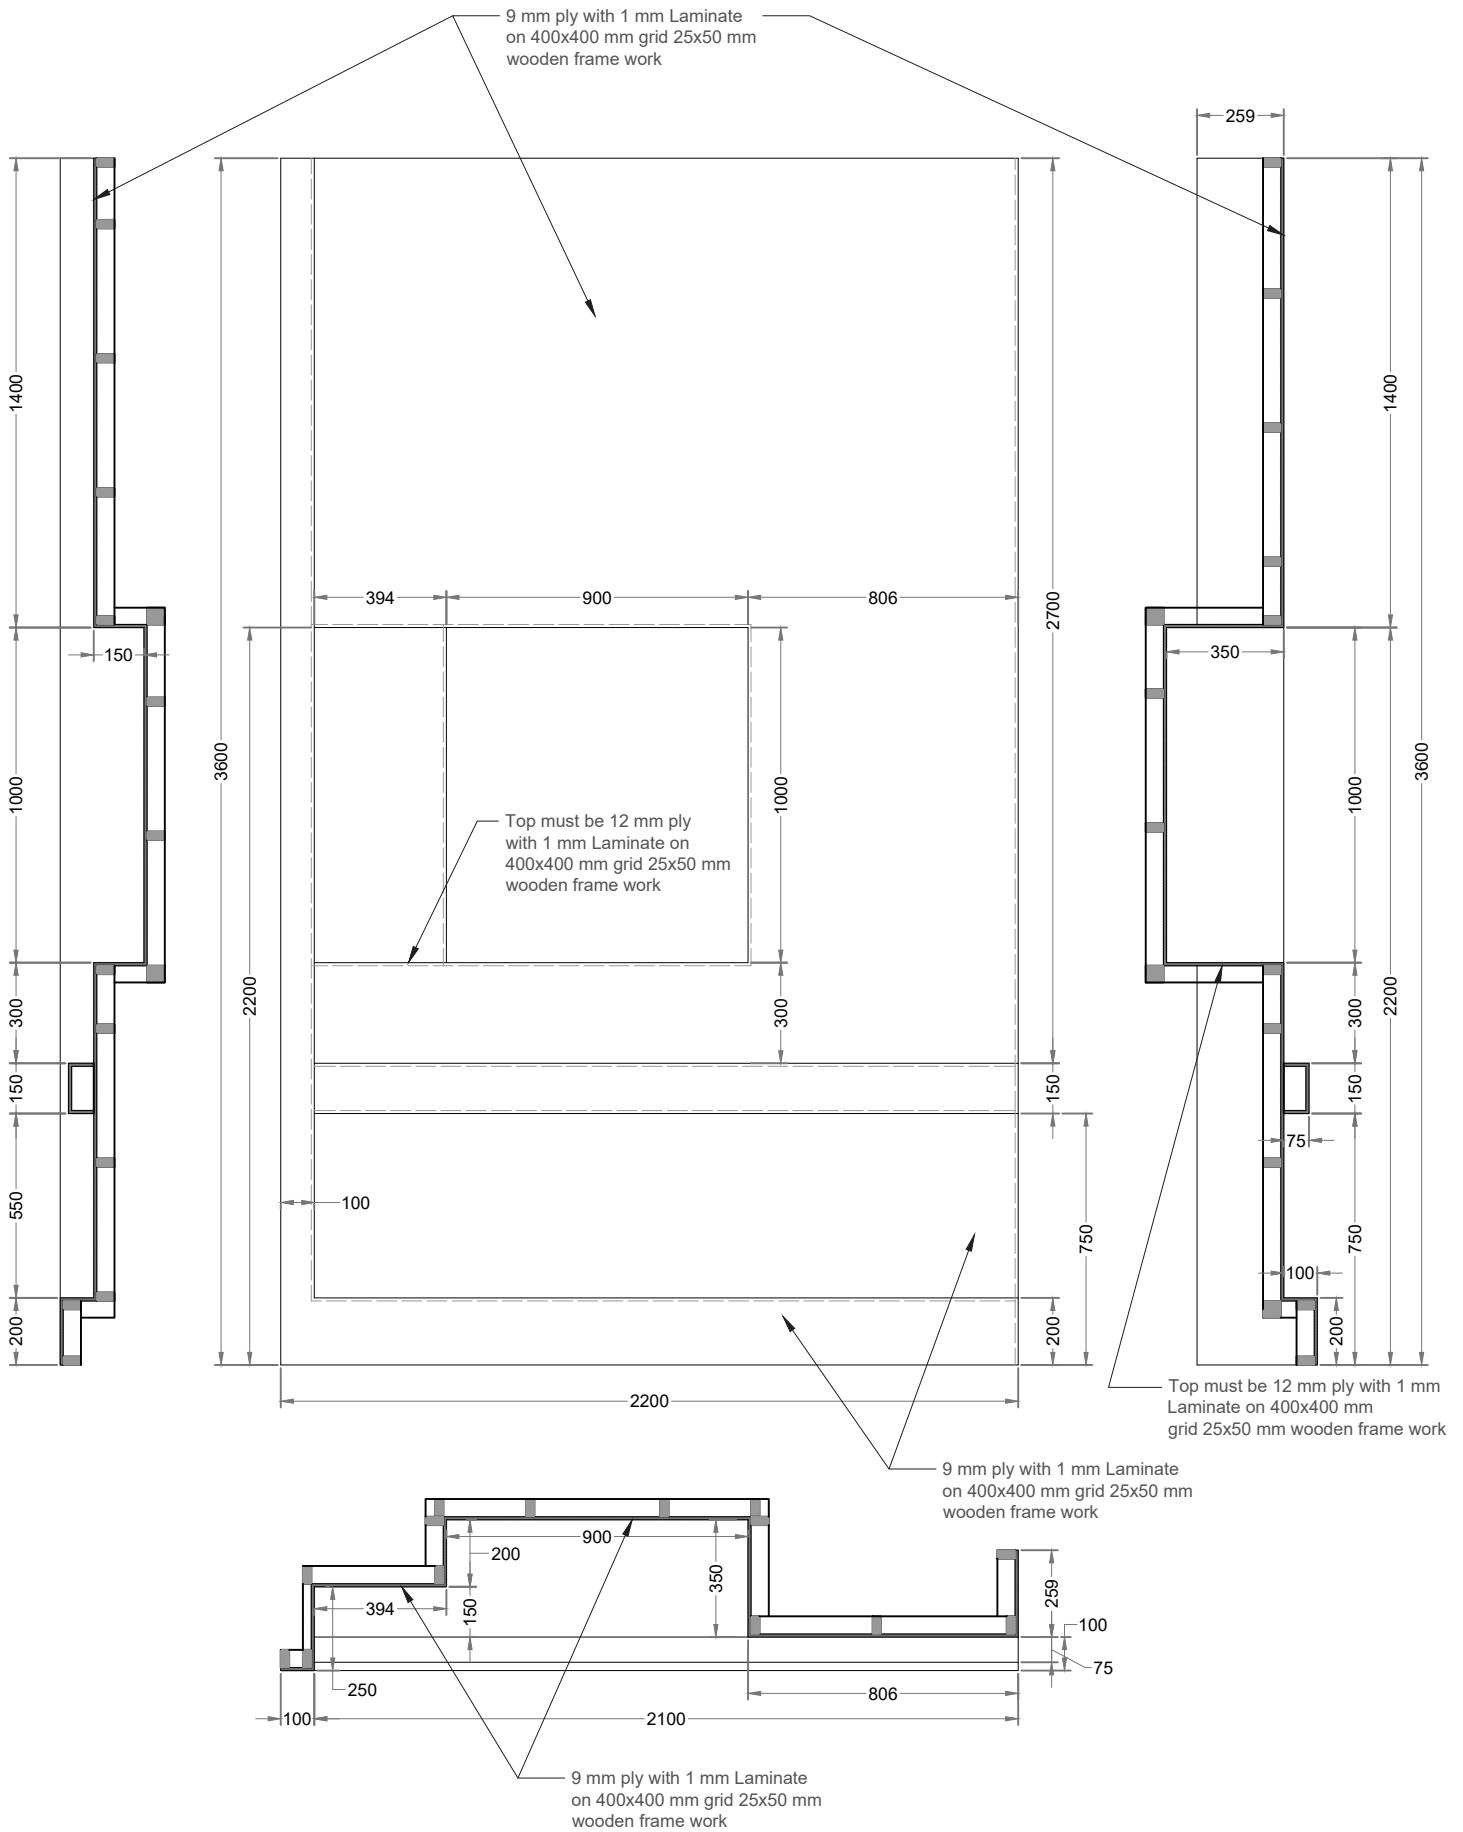 9 mm ply with 1 mm Laminate
on 400x400 mm grid 25x50 mm
wooden frame work
259
1400
1400
394
900
806
2700
150
350
3600
1000
1000
1000
3600
Top must be 12 mm ply
with 1 mm Laminate on
400x400 mm grid 25x50 mm
wooden frame work
2200
300
300
300
2200
150
150
150
75
550
100
750
750
100
200
200
200
2200
Top must be 12 mm ply with 1 mm
Laminate on 400x400 mm
grid 25x50 mm wooden frame work
9 mm ply with 1 mm Laminate
on 400x400 mm grid 25x50 mm
wooden frame work
900
200
350
259
394
150
100
75
250
806
100
2100
9 mm ply with 1 mm Laminate
on 400x400 mm grid 25x50 mm
wooden frame work